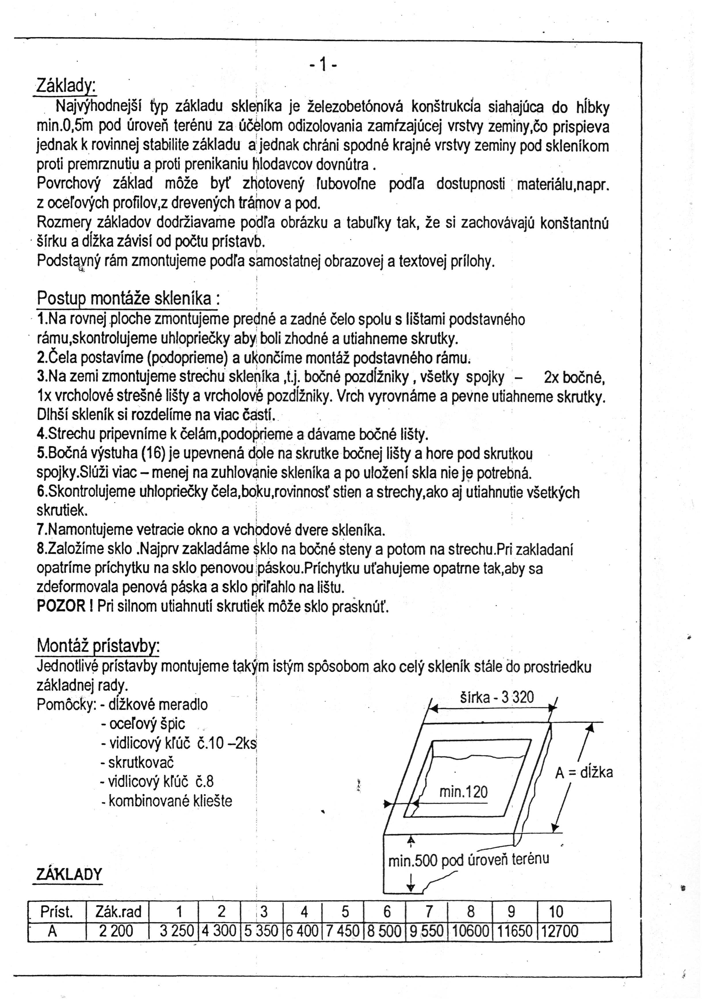 - 1 -
Základy:
Najvýhodnejší typ základu skleníka je železobetónová konštrukcia siahajúca do hĺbky
min.0,5m pod úroveň terénu za účelom odizolovania zamŕzajúcej vrstvy zeminy,čo prispieva
jednak k rovinnej stabilite základu a jednak chráni spodné krajné vrstvy zeminy pod skleníkom
proti premrznutiu a proti prenikaniu hlodavcov dovnútra .
Povrchový základ môže byť zhotovený ľubovoľne podľa dostupnosti materiálu,napr.
z oceľových profilov,z drevených trámov a pod.
Rozmery základov dodržiavame podľa obrázku a tabuľky tak, že si zachovávajú konštantnú
šírku a dĺžka závisí od počtu prístavb.
Podstavný rám zmontujeme podľa samostatnej obrazovej a textovej prílohy.
Postup montáže skleníka :
1.Na rovnej ploche zmontujeme predné a zadné čelo spolu s lištami podstavného
rámu,skontrolujeme uhlopriečky aby boli zhodné a utiahneme skrutky.
2.Čela postavíme (podoprieme) a ukončíme montáž podstavného rámu.
3.Na zemi zmontujeme strechu skleníka ,t.j. bočné pozdĺžniky , všetky spojky – 2x bočné,
1x vrcholové strešné lišty a vrcholové pozdĺžniky. Vrch vyrovnáme a pevne utiahneme skrutky.
Dlhší skleník si rozdelíme na viac častí.
4.Strechu pripevníme k čelám,podoprieme a dávame bočné lišty.
5.Bočná výstuha (16) je upevnená dole na skrutke bočnej lišty a hore pod skrutkou
spojky.Slúži viac – menej na zuhlovanie skleníka a po uložení skla nie je potrebná.
6.Skontrolujeme uhlopriečky čela,boku,rovinnosť stien a strechy,ako aj utiahnutie všetkých
skrutiek.
7.Namontujeme vetracie okno a vchodové dvere skleníka.
8.Založíme sklo .Najprv zakladáme sklo na bočné steny a potom na strechu.Pri zakladaní
opatríme príchytku na sklo penovou páskou.Príchytku uťahujeme opatrne tak,aby sa
zdeformovala penová páska a sklo priľahlo na lištu.
POZOR ! Pri silnom utiahnutí skrutiek môže sklo prasknúť.
Montáž prístavby:
Jednotlivé prístavby montujeme takým istým spôsobom ako celý skleník stále do prostriedku
základnej rady.
Pomôcky: - dĺžkové meradlo
- oceľový špic
- vidlicový kľúč č.10 –2ks
- skrutkovač
- vidlicový kľúč č.8
- kombinované kliešte
šírka - 3 320
A = dĺžka
min.120
min.500 pod úroveň terénu
ZÁKLADY
Príst. Zák.rad 1 2 3 4 5 6 7 8 9 10
A 2 200 3 250 4 300 5 350 6 400 7 450 8 500 9 550 10600 11650 12700